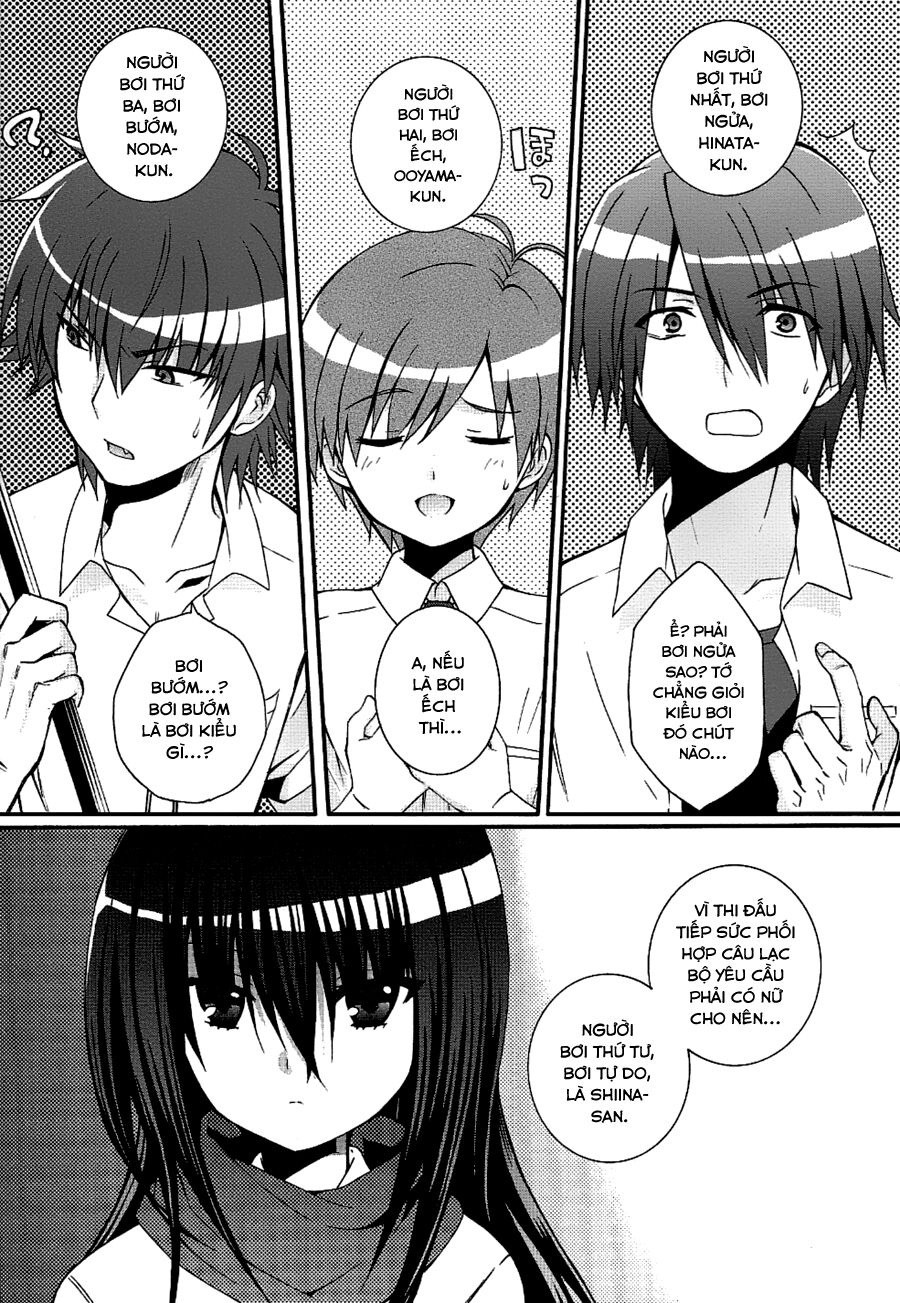 NGƯỜI
BƠI THỨ
NHẤT, BƠI
NGỬA,
HINATA-
KUN.
Ể? PHẢI
BƠI NGỬA
SAO? TỚ
CHẲNG GIỎI
KIỂU BƠI
ĐÓ CHÚT
NÀO...
NGƯỜI
BƠI THỨ
HAI, BƠI
ẾCH,
OOYAMA-
KUN.
ほっ
A, NẾU
LÀ BƠI
ẾCH
THÌ...
NGƯỜI
BƠI THỨ
BA, BƠI
BƯỚM,
NODA-
KUN.
?
BƠI
BƯỚM...?
BƠI BƯỚM
LÀ BƠI KIỂU
GÌ...?
VÌ THI ĐẤU
TIẾP SỨC PHỐI
HỢP CÂU LẠC
BỘ YÊU CẦU
PHẢI CÓ NỮ
CHO NÊN...
NGƯỜI
BƠI THỨ TƯ,
BƠI TỰ DO,
LÀ SHIINA-
SAN.